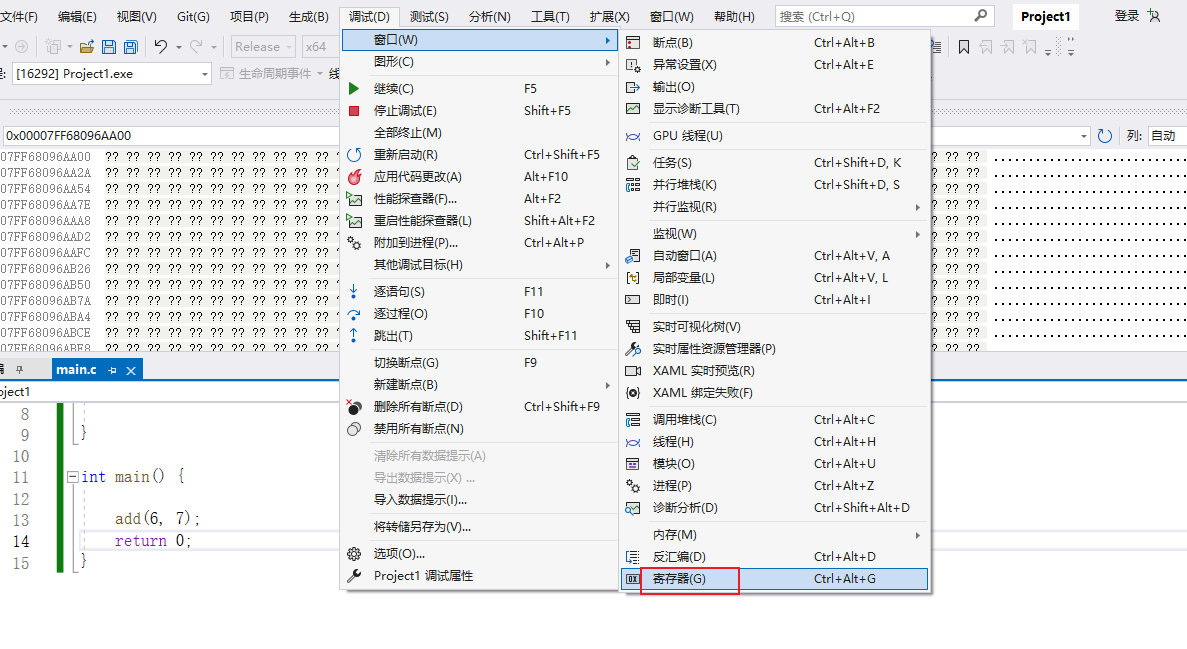 文件(F) 编辑(E) 视图(V) Git(G) 项目(P) 生成(B) 调试(D) 测试(S) 分析(N) 工具(T) 扩展(X) 窗口(W) 帮助(H) 搜索 (Ctrl+Q) Project1 登录
Release x64
程: [16292] Project1.exe 生命周期事件 线
0x00007FF68096AA00 列: 自动
07FF68096AA00 ?? ?? ?? ?? ?? ?? ?? ?? ?? ?? ?? ?? ??
07FF68096AA2A ?? ?? ?? ?? ?? ?? ?? ?? ?? ?? ?? ?? ??
07FF68096AA54 ?? ?? ?? ?? ?? ?? ?? ?? ?? ?? ?? ?? ??
07FF68096AA7E ?? ?? ?? ?? ?? ?? ?? ?? ?? ?? ?? ?? ??
07FF68096AAA8 ?? ?? ?? ?? ?? ?? ?? ?? ?? ?? ?? ?? ??
07FF68096AAD2 ?? ?? ?? ?? ?? ?? ?? ?? ?? ?? ?? ?? ??
07FF68096AAFC ?? ?? ?? ?? ?? ?? ?? ?? ?? ?? ?? ?? ??
07FF68096AB26 ?? ?? ?? ?? ?? ?? ?? ?? ?? ?? ?? ?? ??
07FF68096AB50 ?? ?? ?? ?? ?? ?? ?? ?? ?? ?? ?? ?? ??
07FF68096AB7A ?? ?? ?? ?? ?? ?? ?? ?? ?? ?? ?? ?? ??
07FF68096ABA4 ?? ?? ?? ?? ?? ?? ?? ?? ?? ?? ?? ?? ??
07FF68096ABCE ?? ?? ?? ?? ?? ?? ?? ?? ?? ?? ?? ?? ??
07FF68096ABF8 ?? ?? ?? ?? ?? ?? ?? ?? ?? ?? ?? ?? ??
main.c
oject1
8
9 }
10
11 int main() {
12
13 add(6, 7);
14 return 0;
15 }
窗口(W)
图形(C)
继续(C) F5
停止调试(E) Shift+F5
全部终止(M)
重新启动(R) Ctrl+Shift+F5
应用代码更改(A) Alt+F10
性能探查器(F)... Alt+F2
重启性能探查器(L) Shift+Alt+F2
附加到进程(P)... Ctrl+Alt+P
其他调试目标(H)
逐语句(S) F11
逐过程(O) F10
跳出(T) Shift+F11
切换断点(G) F9
新建断点(B)
删除所有断点(D) Ctrl+Shift+F9
禁用所有断点(N)
清除所有数据提示(A)
导出数据提示(X) ...
导入数据提示(I)...
将转储另存为(V)...
选项(O)...
Project1 调试属性
断点(B) Ctrl+Alt+B
异常设置(X) Ctrl+Alt+E
输出(O)
显示诊断工具(T) Ctrl+Alt+F2
GPU 线程(U)
任务(S) Ctrl+Shift+D, K
并行堆栈(K) Ctrl+Shift+D, S
并行监视(R)
监视(W)
自动窗口(A) Ctrl+Alt+V, A
局部变量(L) Ctrl+Alt+V, L
即时(I) Ctrl+Alt+I
实时可视化树(V)
实时属性资源管理器(P)
XAML 实时预览(R)
XAML 绑定失败(F)
调用堆栈(C) Ctrl+Alt+C
线程(H) Ctrl+Alt+H
模块(O) Ctrl+Alt+U
进程(P) Ctrl+Alt+Z
诊断分析(D) Ctrl+Shift+Alt+D
内存(M)
反汇编(D) Ctrl+Alt+D
寄存器(G) Ctrl+Alt+G